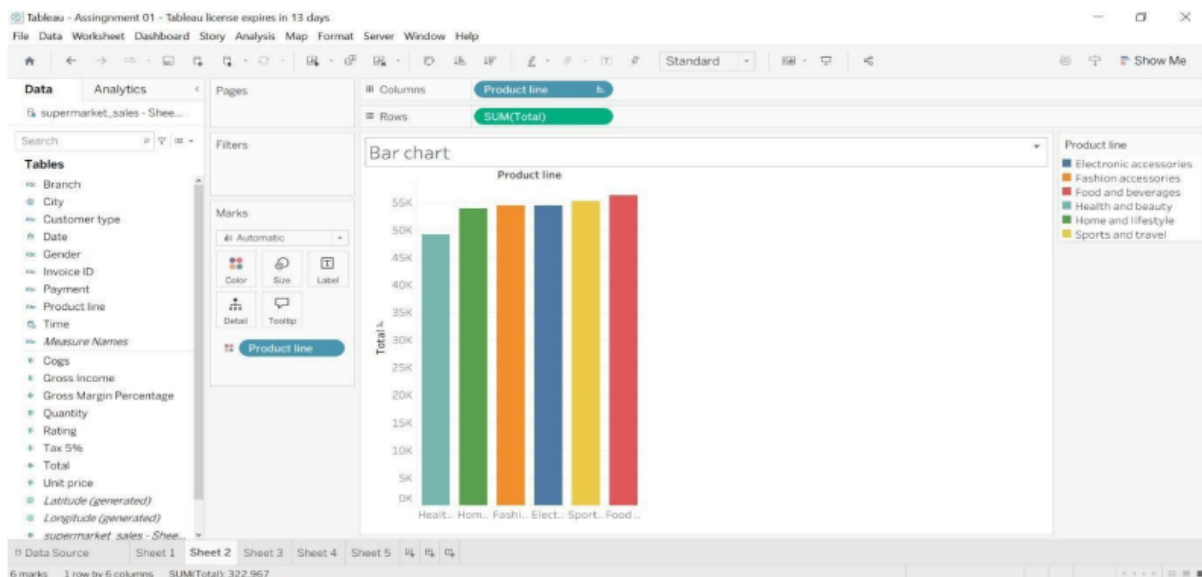 Tableau - Assingnment 01 - Tableau license expires in 13 days
File Data Worksheet Dashboard Story Analysis Map Format Server Window Help
Standard
Show Me
Data Analytics
Pages
Columns
Product line
supermarket_sales - Shee...
Rows
SUM(Total)
Search
Tables
Abc Branch
City
Abc Customer type
Date
Abc Gender
Abc Invoice ID
Abc Payment
Abc Product line
Time
Abc Measure Names
Cogs
Gross Income
Gross Margin Percentage
Quantity
Rating
Tax 5%
Total
Unit price
Latitude (generated)
Longitude (generated)
supermarket_sales - Shee...
Filters
Marks
Automatic
Color Size Label
Detail Tooltip
Product line
Bar chart
Product line
55K
50K
45K
40K
35K
30K
25K
20K
15K
10K
5K
0K
Total
Healt.. Hom.. Fashi.. Elect.. Sport.. Food ..
Product line
Electronic accessories
Fashion accessories
Food and beverages
Health and beauty
Home and lifestyle
Sports and travel
Data Source Sheet 1 Sheet 2 Sheet 3 Sheet 4 Sheet 5
6 marks 1 row by 6 columns SUM(Total): 322,967